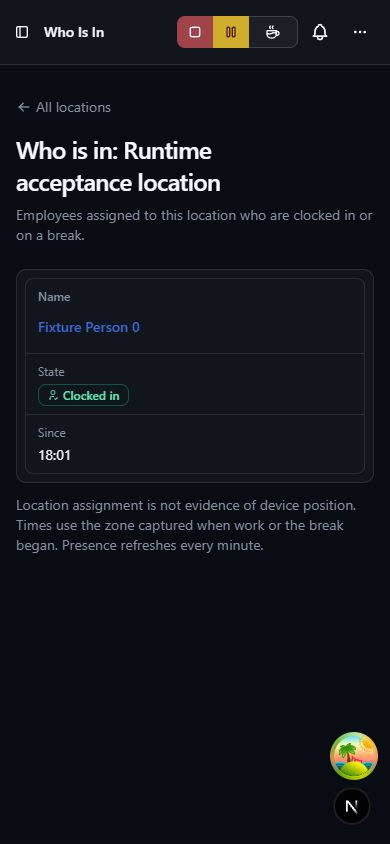 Who Is In
All locations
Who is in: Runtime
acceptance location
Employees assigned to this location who are clocked in or
on a break.
Name
Fixture Person 0
State
Clocked in
Since
18:01
Location assignment is not evidence of device position.
Times use the zone captured when work or the break
began. Presence refreshes every minute.
N